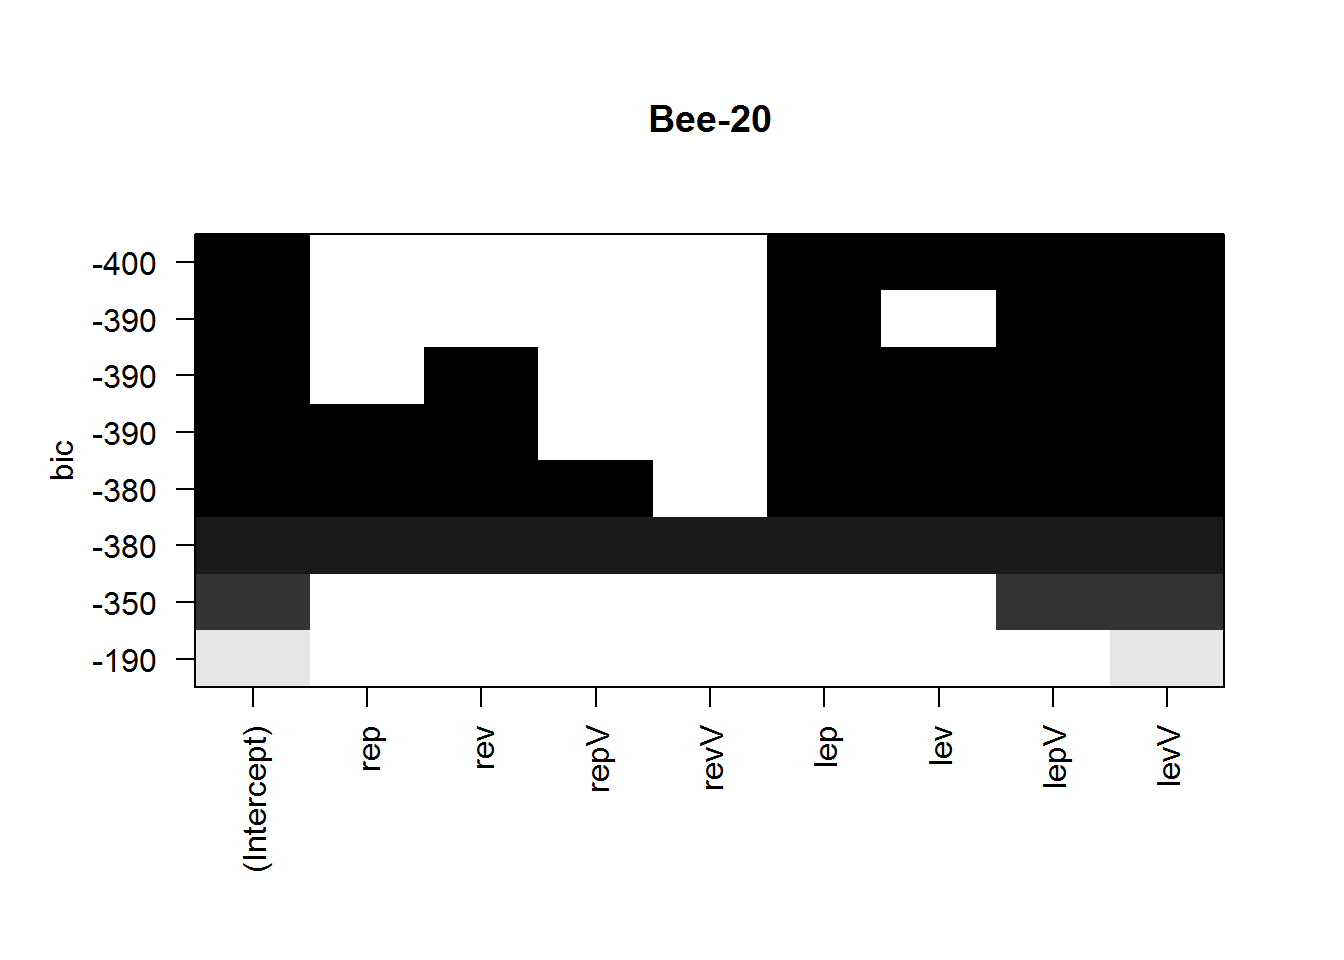 Bee-20
bic
-400
-390
-390
-390
-380
-380
-350
-190
(Intercept)
rep
rev
repV
revV
lep
lev
lepV
levV